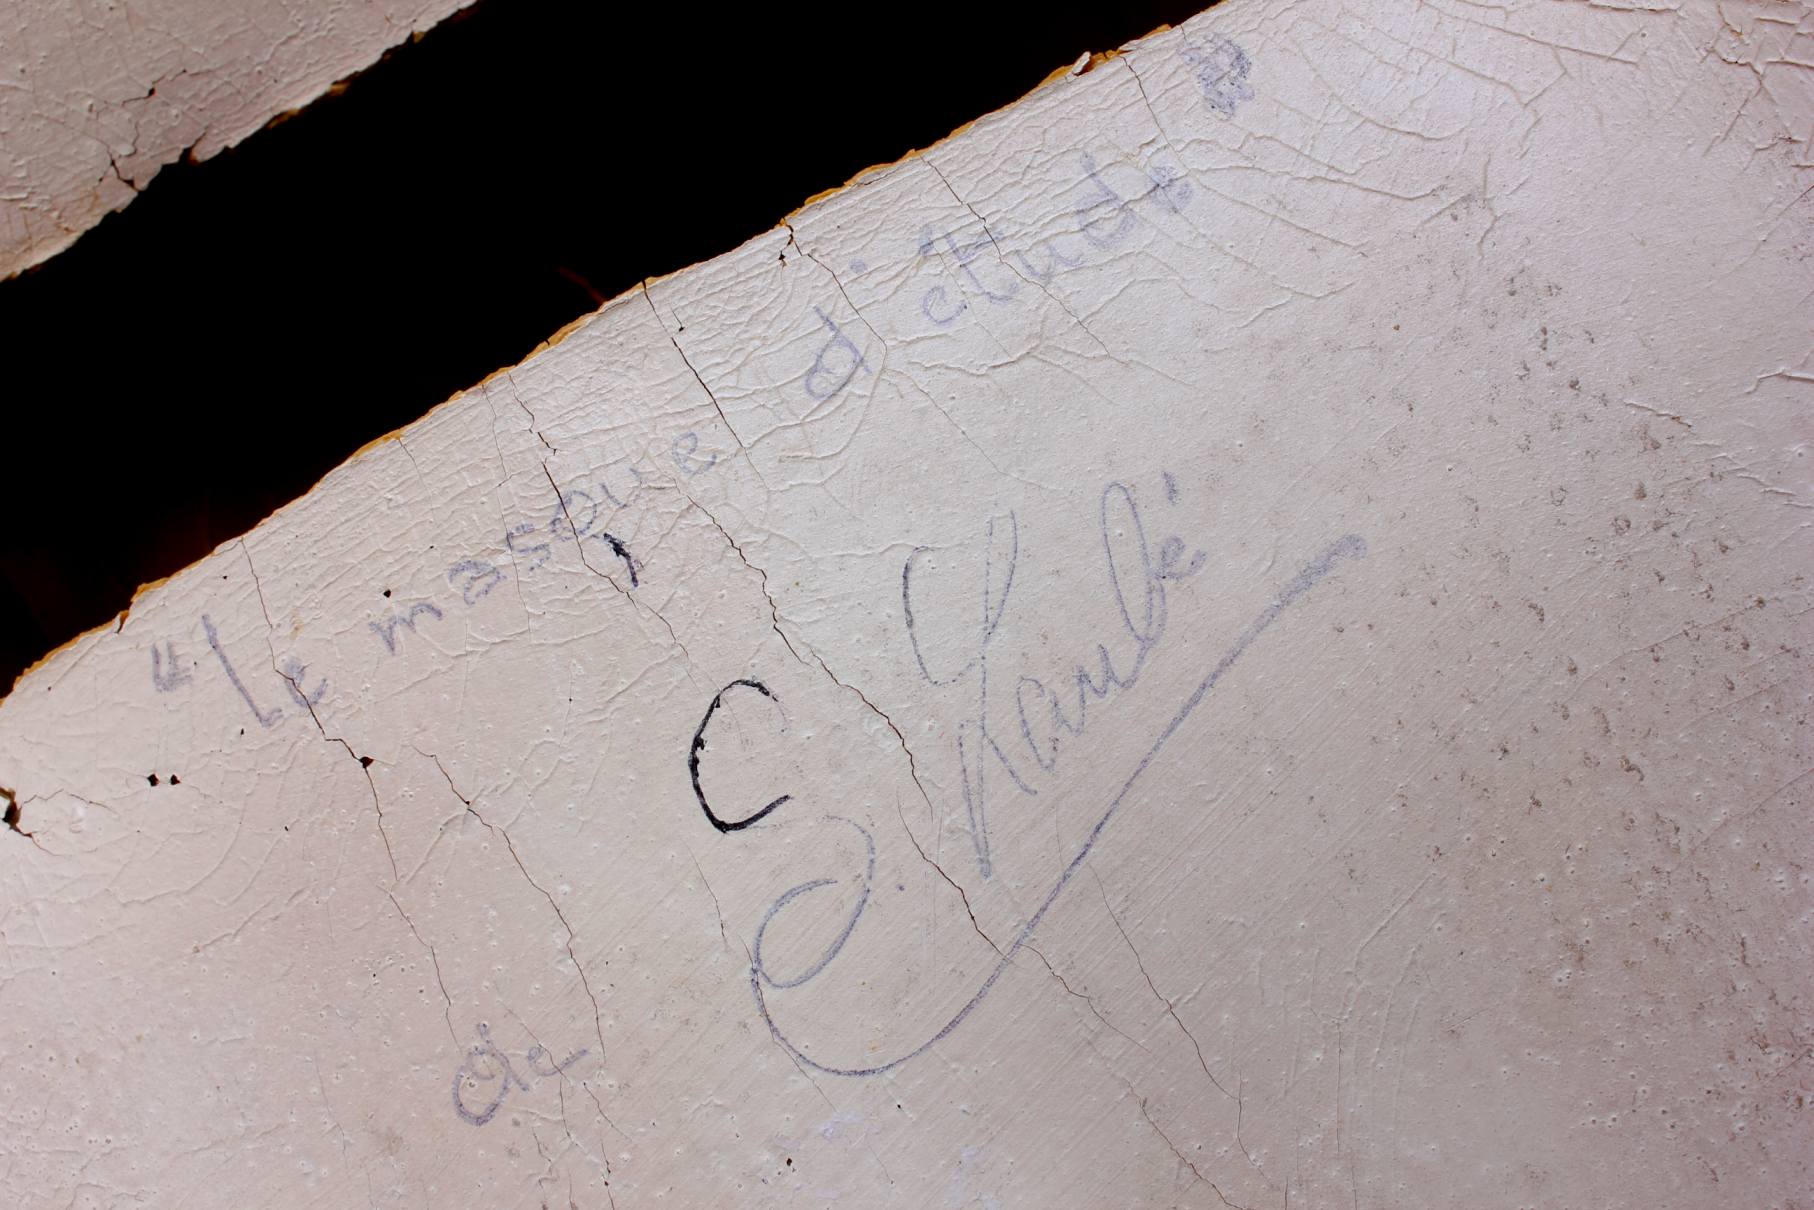 "Le masque d'étude"
de
S.